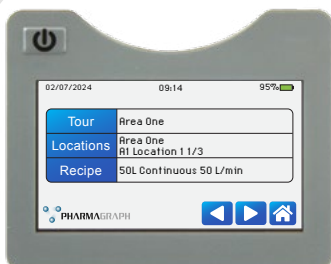 02/07/2024 09:14 95%
Tour Area One
Locations Area One
A1 Location 1 1/3
Recipe 50L Continuous 50 L/min
PHARMAGRAPH